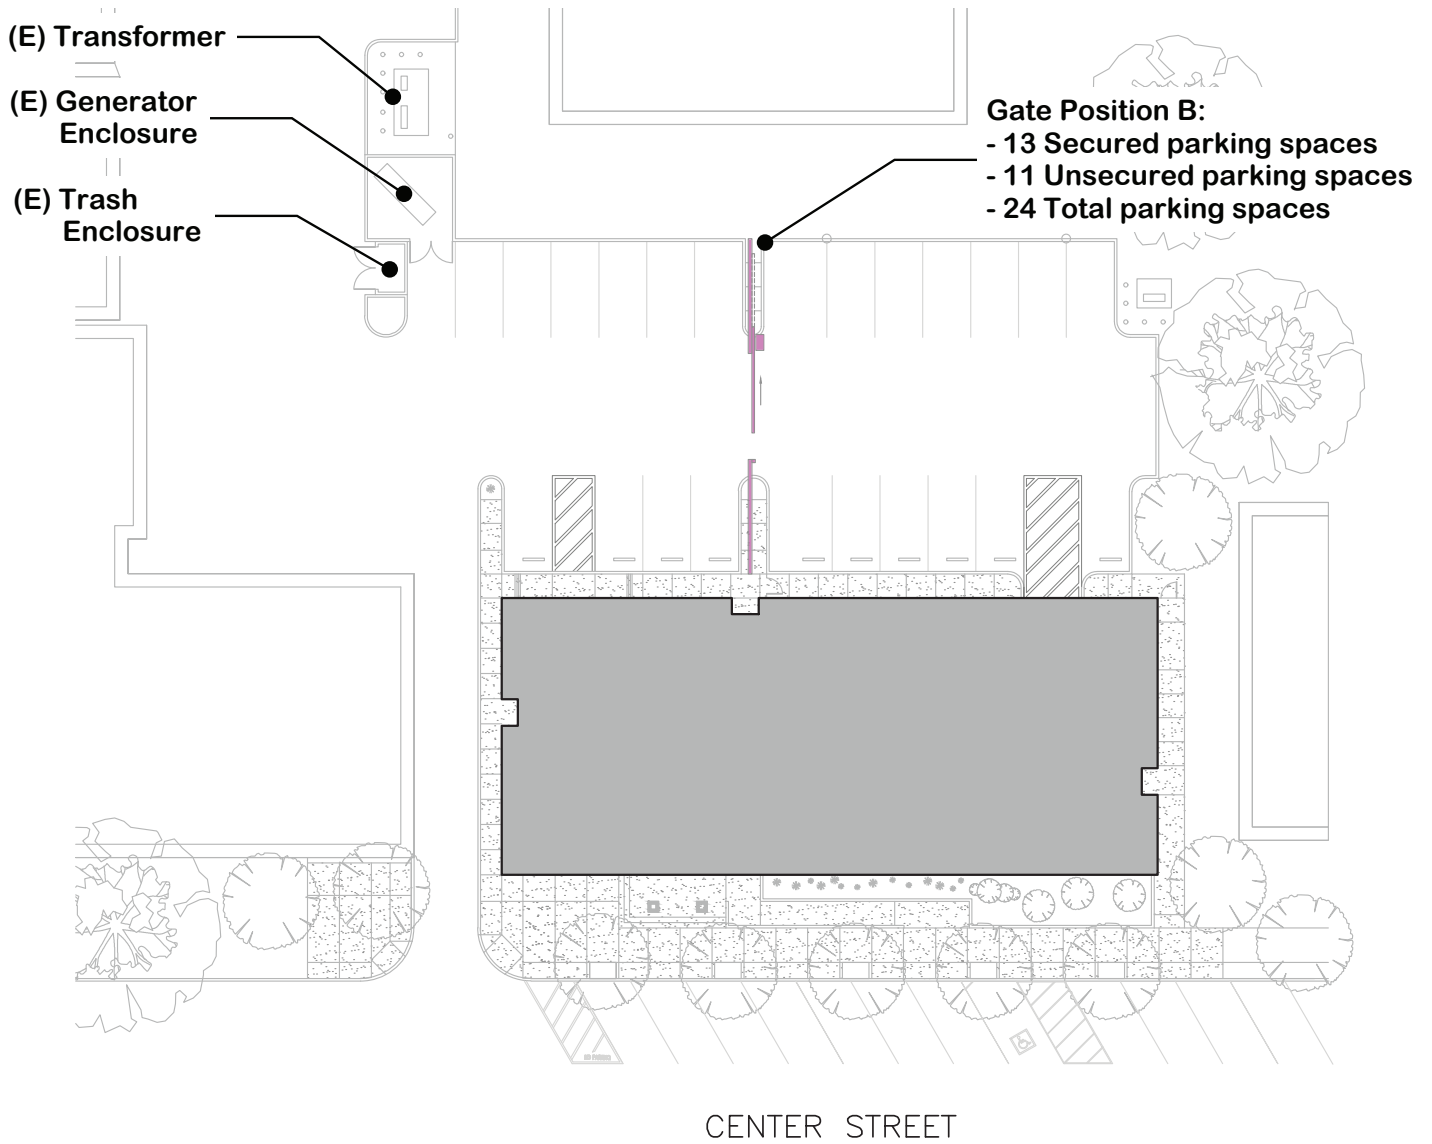 (E) Transformer
(E) Generator
Enclosure
(E) Trash
Enclosure
Gate Position B:
- 13 Secured parking spaces
- 11 Unsecured parking spaces
- 24 Total parking spaces
CENTER STREET